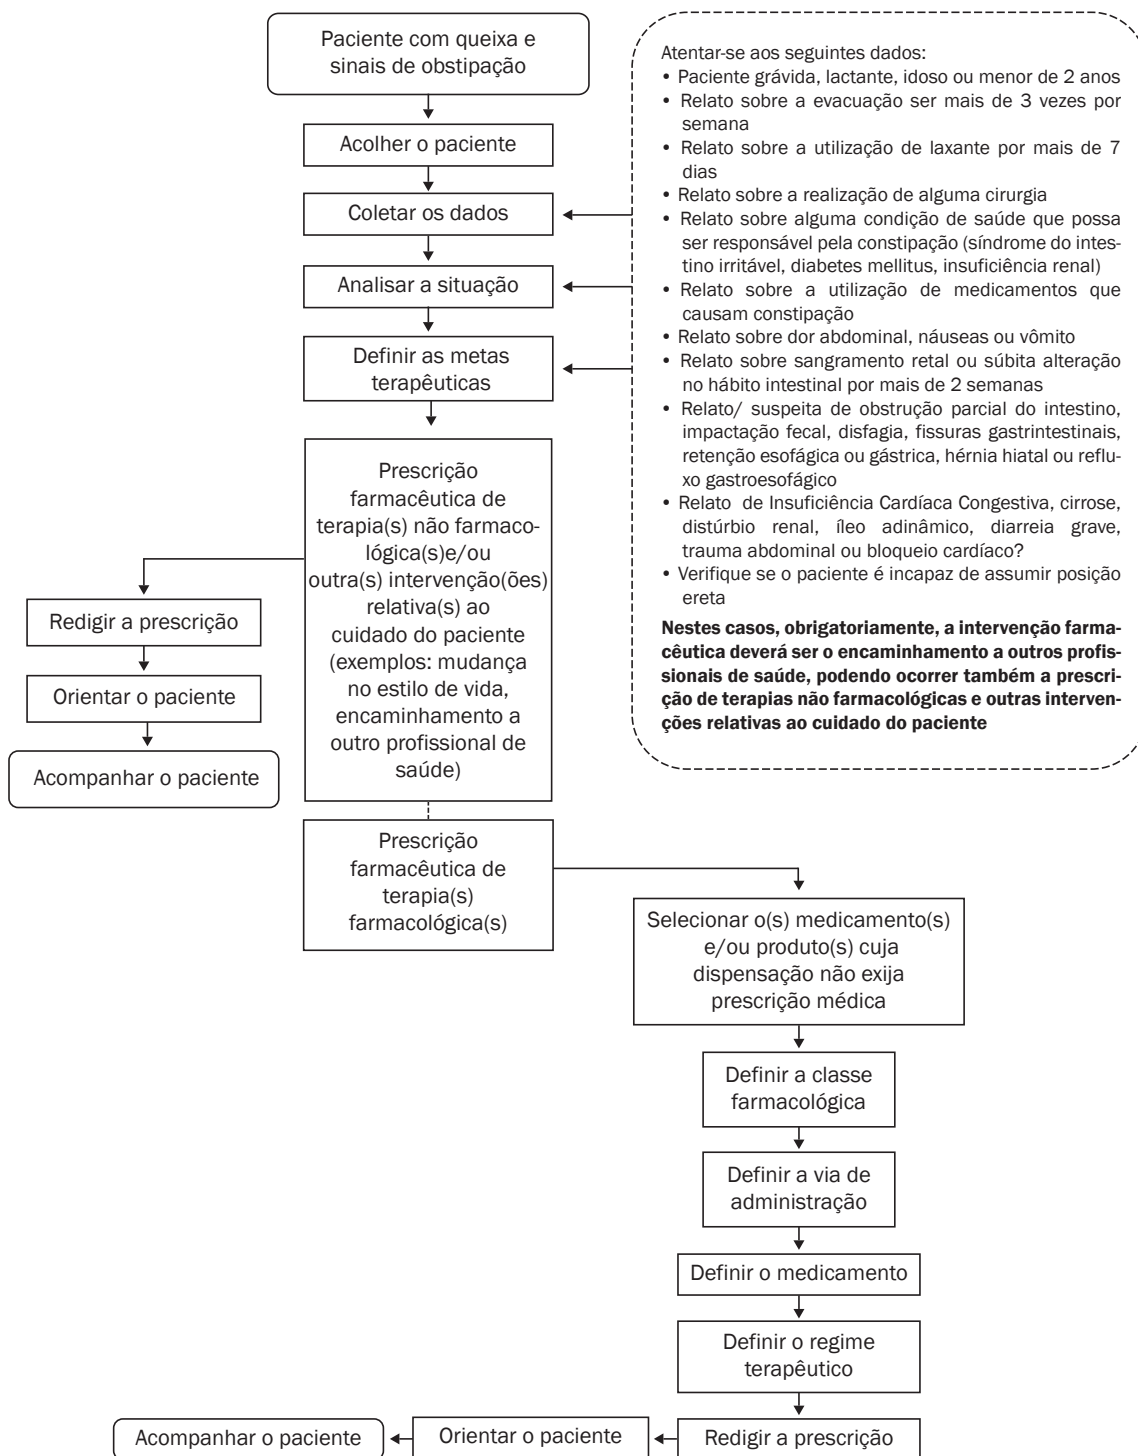 Paciente com queixa e
sinais de obstipação
Acolher o paciente
Coletar os dados
Analisar a situação
Definir as metas
terapêuticas
Prescrição
farmacêutica de
terapia(s) não farmaco-
lógica(s)e/ou
outra(s) intervenção(ões)
relativa(s) ao
cuidado do paciente
(exemplos: mudança
no estilo de vida,
encaminhamento a
outro profissional de
saúde)
Redigir a prescrição
Orientar o paciente
Acompanhar o paciente
Atentar-se aos seguintes dados:
• Paciente grávida, lactante, idoso ou menor de 2 anos
• Relato sobre a evacuação ser mais de 3 vezes por
semana
• Relato sobre a utilização de laxante por mais de 7
dias
• Relato sobre a realização de alguma cirurgia
• Relato sobre alguma condição de saúde que possa
ser responsável pela constipação (síndrome do intes-
tino irritável, diabetes mellitus, insuficiência renal)
• Relato sobre a utilização de medicamentos que
causam constipação
• Relato sobre dor abdominal, náuseas ou vômito
• Relato sobre sangramento retal ou súbita alteração
no hábito intestinal por mais de 2 semanas
• Relato/ suspeita de obstrução parcial do intestino,
impactação fecal, disfagia, fissuras gastrintestinais,
retenção esofágica ou gástrica, hérnia hiatal ou reflu-
xo gastroesofágico
• Relato de Insuficiência Cardíaca Congestiva, cirrose,
distúrbio renal, íleo adinâmico, diarreia grave,
trauma abdominal ou bloqueio cardíaco?
• Verifique se o paciente é incapaz de assumir posição
ereta
Nestes casos, obrigatoriamente, a intervenção farma-
cêutica deverá ser o encaminhamento a outros profis-
sionais de saúde, podendo ocorrer também a prescri-
ção de terapias não farmacológicas e outras interven-
ções relativas ao cuidado do paciente
Prescrição
farmacêutica de
terapia(s)
farmacológica(s)
Selecionar o(s) medicamento(s)
e/ou produto(s) cuja
dispensação não exija
prescrição médica
Definir a classe
farmacológica
Definir a via de
administração
Definir o medicamento
Definir o regime
terapêutico
Redigir a prescrição
Orientar o paciente
Acompanhar o paciente